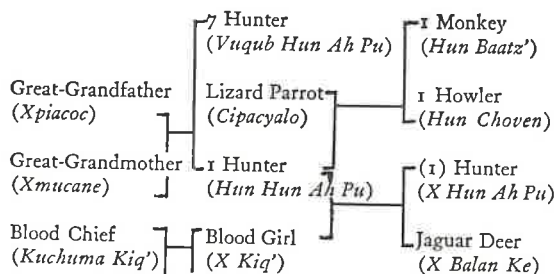 7 Hunter
(Vuqub Hun Ah Pu)
1 Monkey
(Hun Baatz')
Great-Grandfather
(Xpiacoc)
Lizard Parrot
(Cipacyalo)
1 Howler
(Hun Choven)
Great-Grandmother
(Xmucane)
1 Hunter
(Hun Hun Ah Pu)
(1) Hunter
(X Hun Ah Pu)
Blood Chief
(Kuchuma Kiq')
Blood Girl
(X Kiq')
Jaguar Deer
(X Balan Ke)